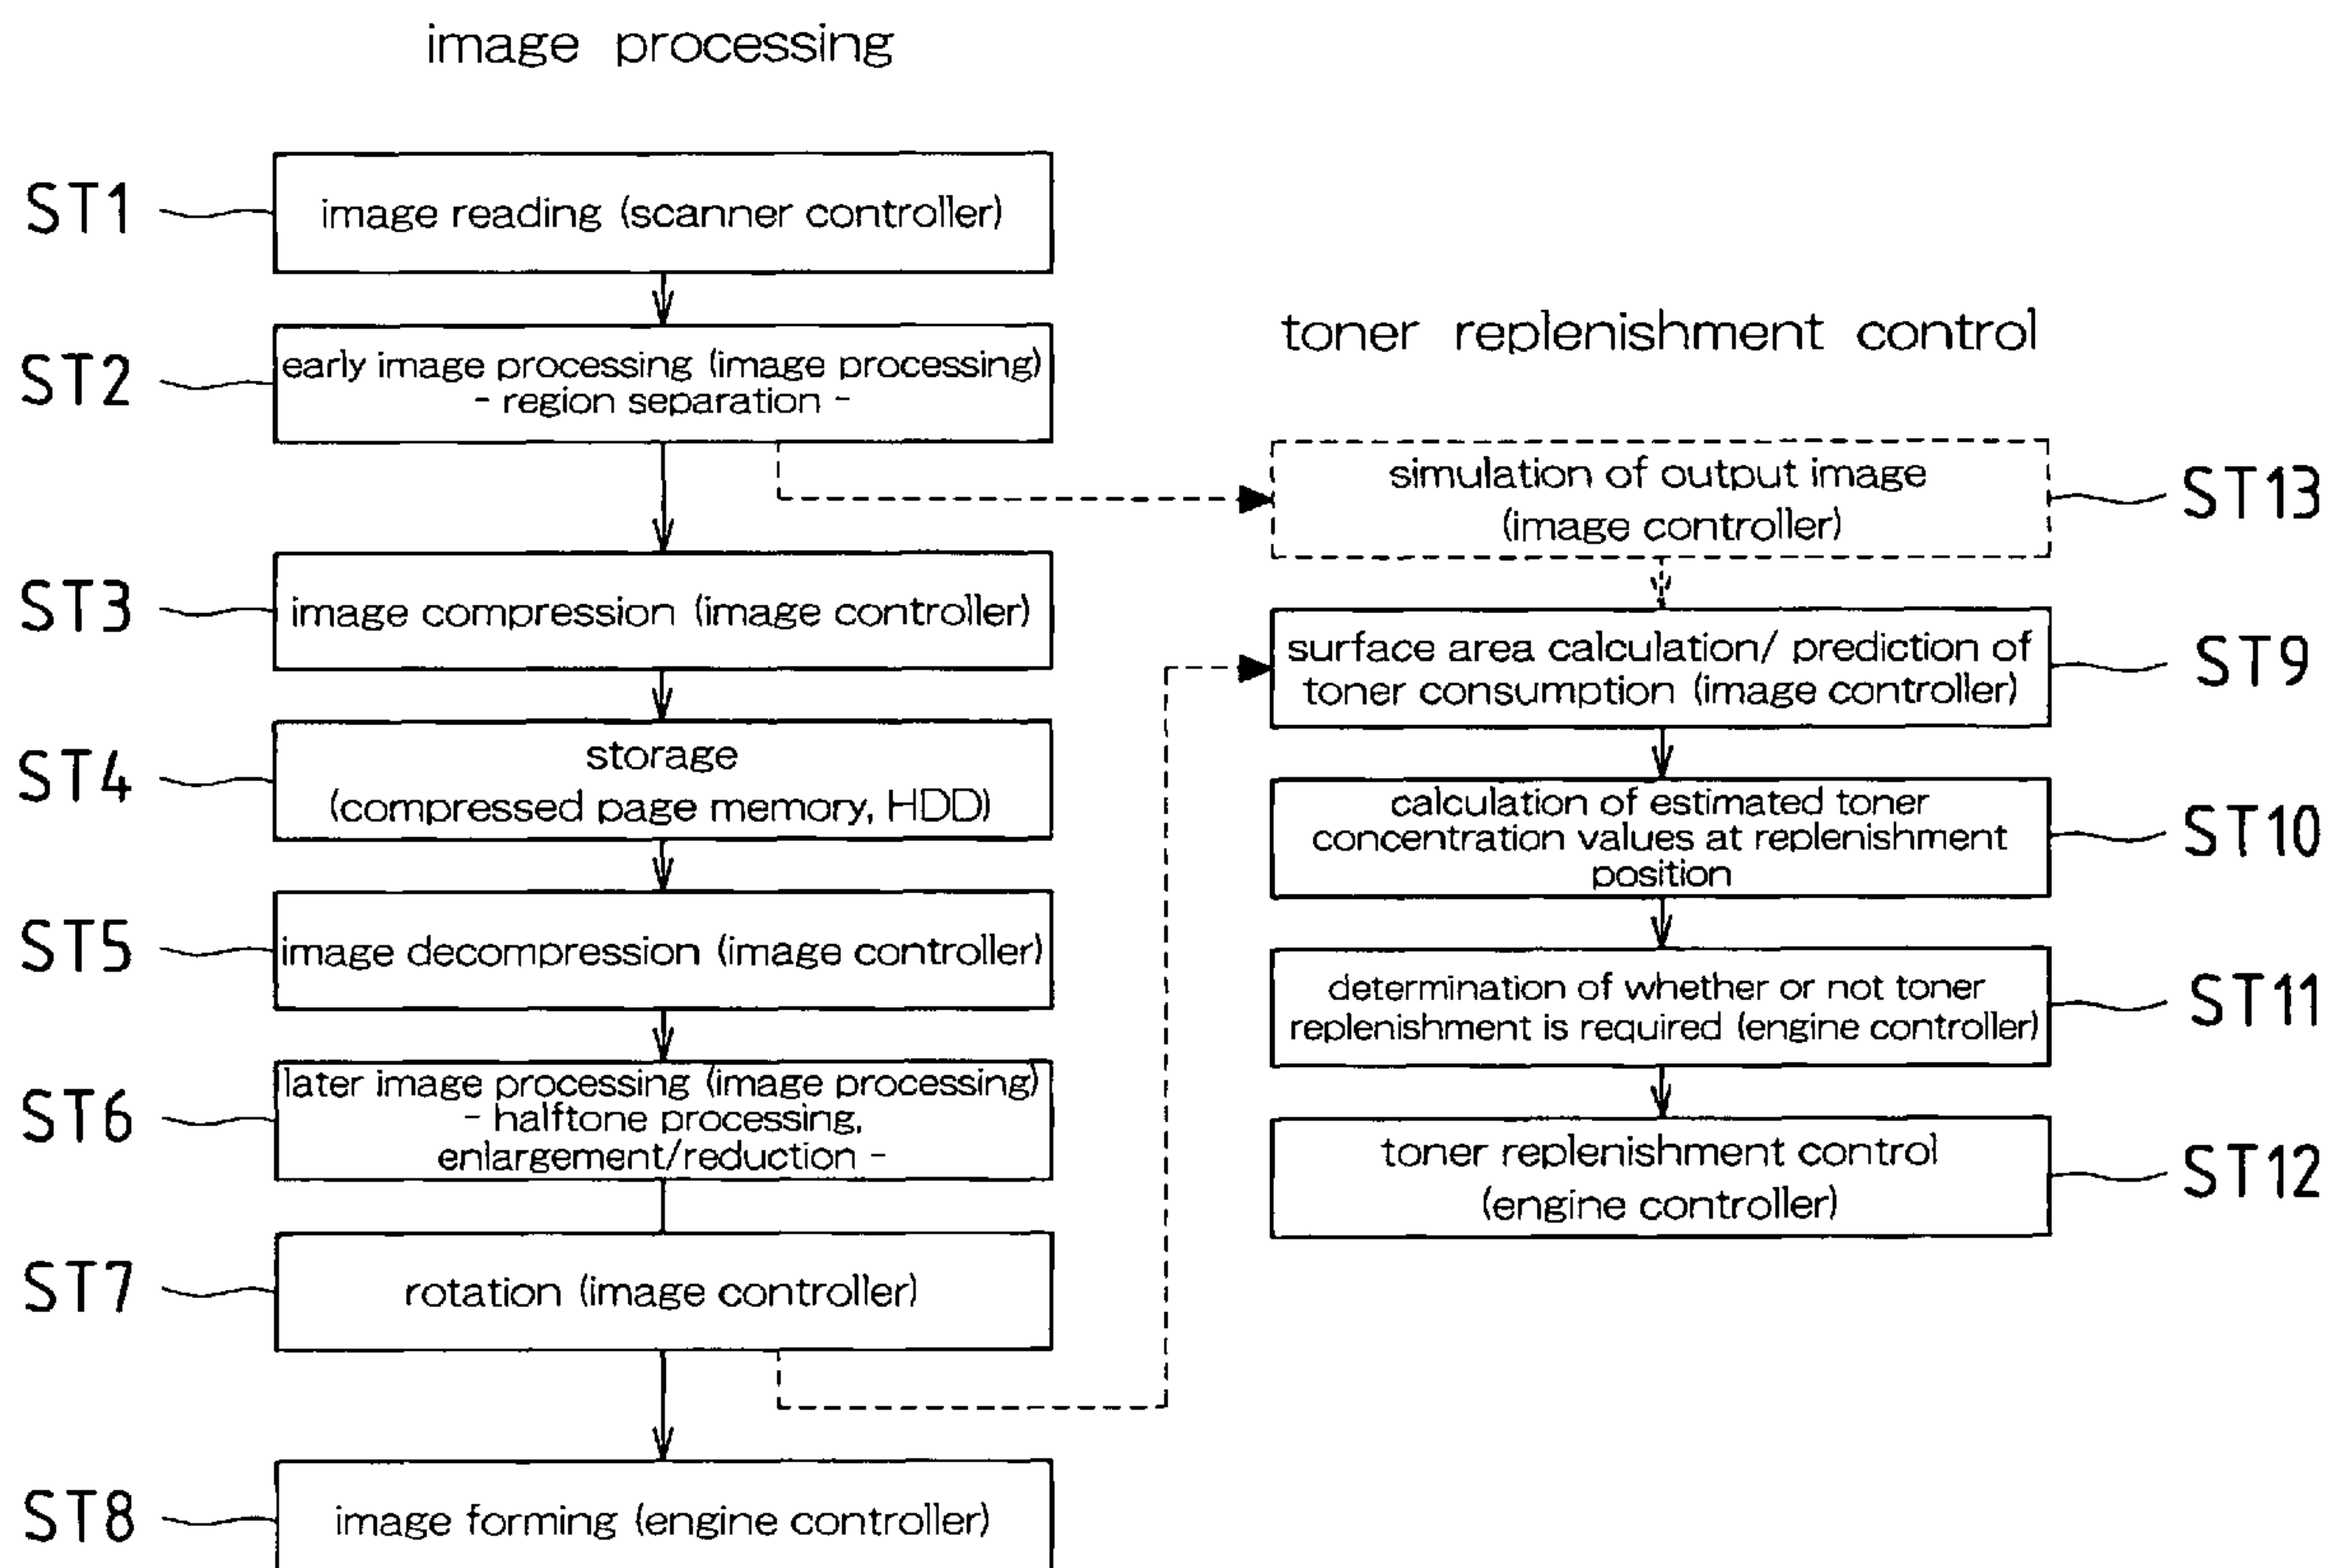 image processing
ST1
image reading (scanner controller)
ST2
early image processing (image processing)
- region separation -
ST3
image compression (image controller)
ST4
storage
(compressed page memory, HDD)
ST5
image decompression (image controller)
ST6
later image processing (image processing)
- halftone processing,
enlargement/reduction -
ST7
rotation (image controller)
ST8
image forming (engine controller)
toner replenishment control
simulation of output image
(image controller)
ST13
surface area calculation/ prediction of
toner consumption (image controller)
ST9
calculation of estimated toner
concentration values at replenishment
position
ST10
determination of whether or not toner
replenishment is required (engine controller)
ST11
toner replenishment control
(engine controller)
ST12